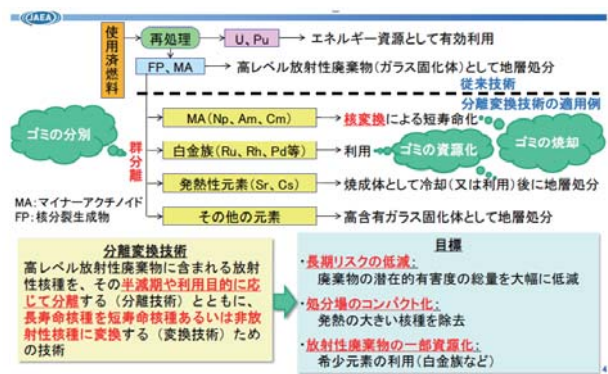 JAEA
使用済燃料
再処理
U、Pu
エネルギー資源として有効利用
FP、MA
高レベル放射性廃棄物(ガラス固化体)として地層処分
従来技術
分離変換技術の適用例
ゴミの分別
群分離
MA(Np、Am、Cm)
核変換による短寿命化
ゴミの焼却
白金族(Ru、Rh、Pd等)
利用
ゴミの資源化
発熱性元素(Sr、Cs)
焼成体として冷却(又は利用)後に地層処分
その他の元素
高含有ガラス固化体として地層処分
MA:マイナーアクチノイド
FP:核分裂生成物
分離変換技術
高レベル放射性廃棄物に含まれる放射
性核種を、その半減期や利用目的に応
じて分離する(分離技術)とともに、
長寿命核種を短寿命核種あるいは非放
射性核種に変換する(変換技術)ため
の技術
目標
・長期リスクの低減:
廃棄物の潜在的有害度の総量を大幅に低減
・処分場のコンパクト化:
発熱の大きい核種を除去
・放射性廃棄物の一部資源化:
希少元素の利用(白金族など)
4